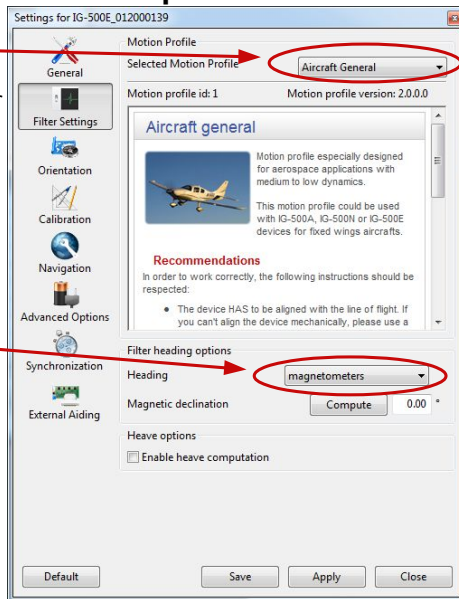 Settings for IG-500E_012000139
General
Filter Settings
Orientation
Calibration
Navigation
Advanced Options
Synchronization
External Aiding
Motion Profile
Selected Motion Profile
Aircraft General
Motion profile id: 1
Motion profile version: 2.0.0.0
Aircraft general
Motion profile especially designed
for aerospace applications with
medium to low dynamics.
This motion profile could be used
with IG-500A, IG-500N or IG-500E
devices for fixed wings aircrafts.
Recommendations
In order to work correctly, the following instructions should be
respected:
• The device HAS to be aligned with the line of flight. If
you can't align the device mechanically, please use a
Filter heading options
Heading
magnetometers
Magnetic declination
Compute
0.00 °
Heave options
Enable heave computation
Default
Save
Apply
Close